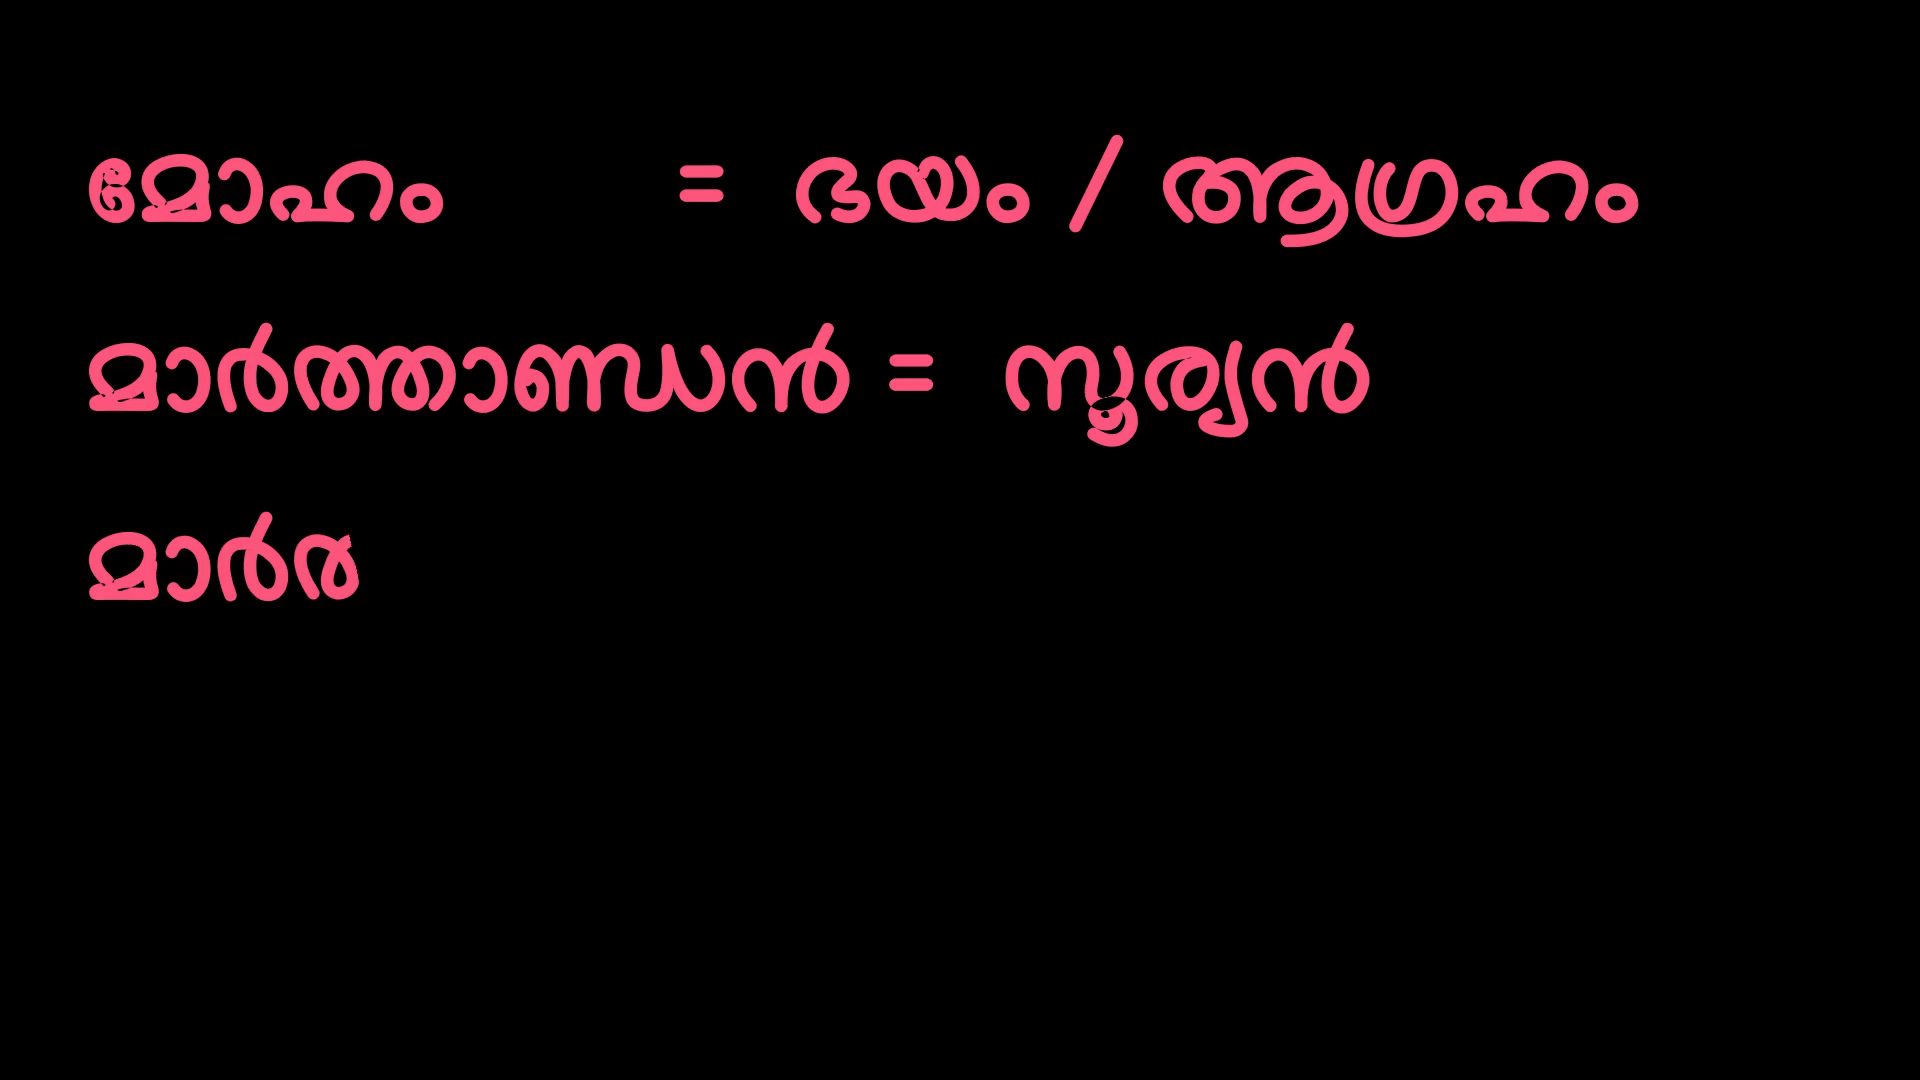 മോഹം = ഭയം / ആഗ്രഹം
മാർത്താണ്ഡൻ = സൂര്യൻ